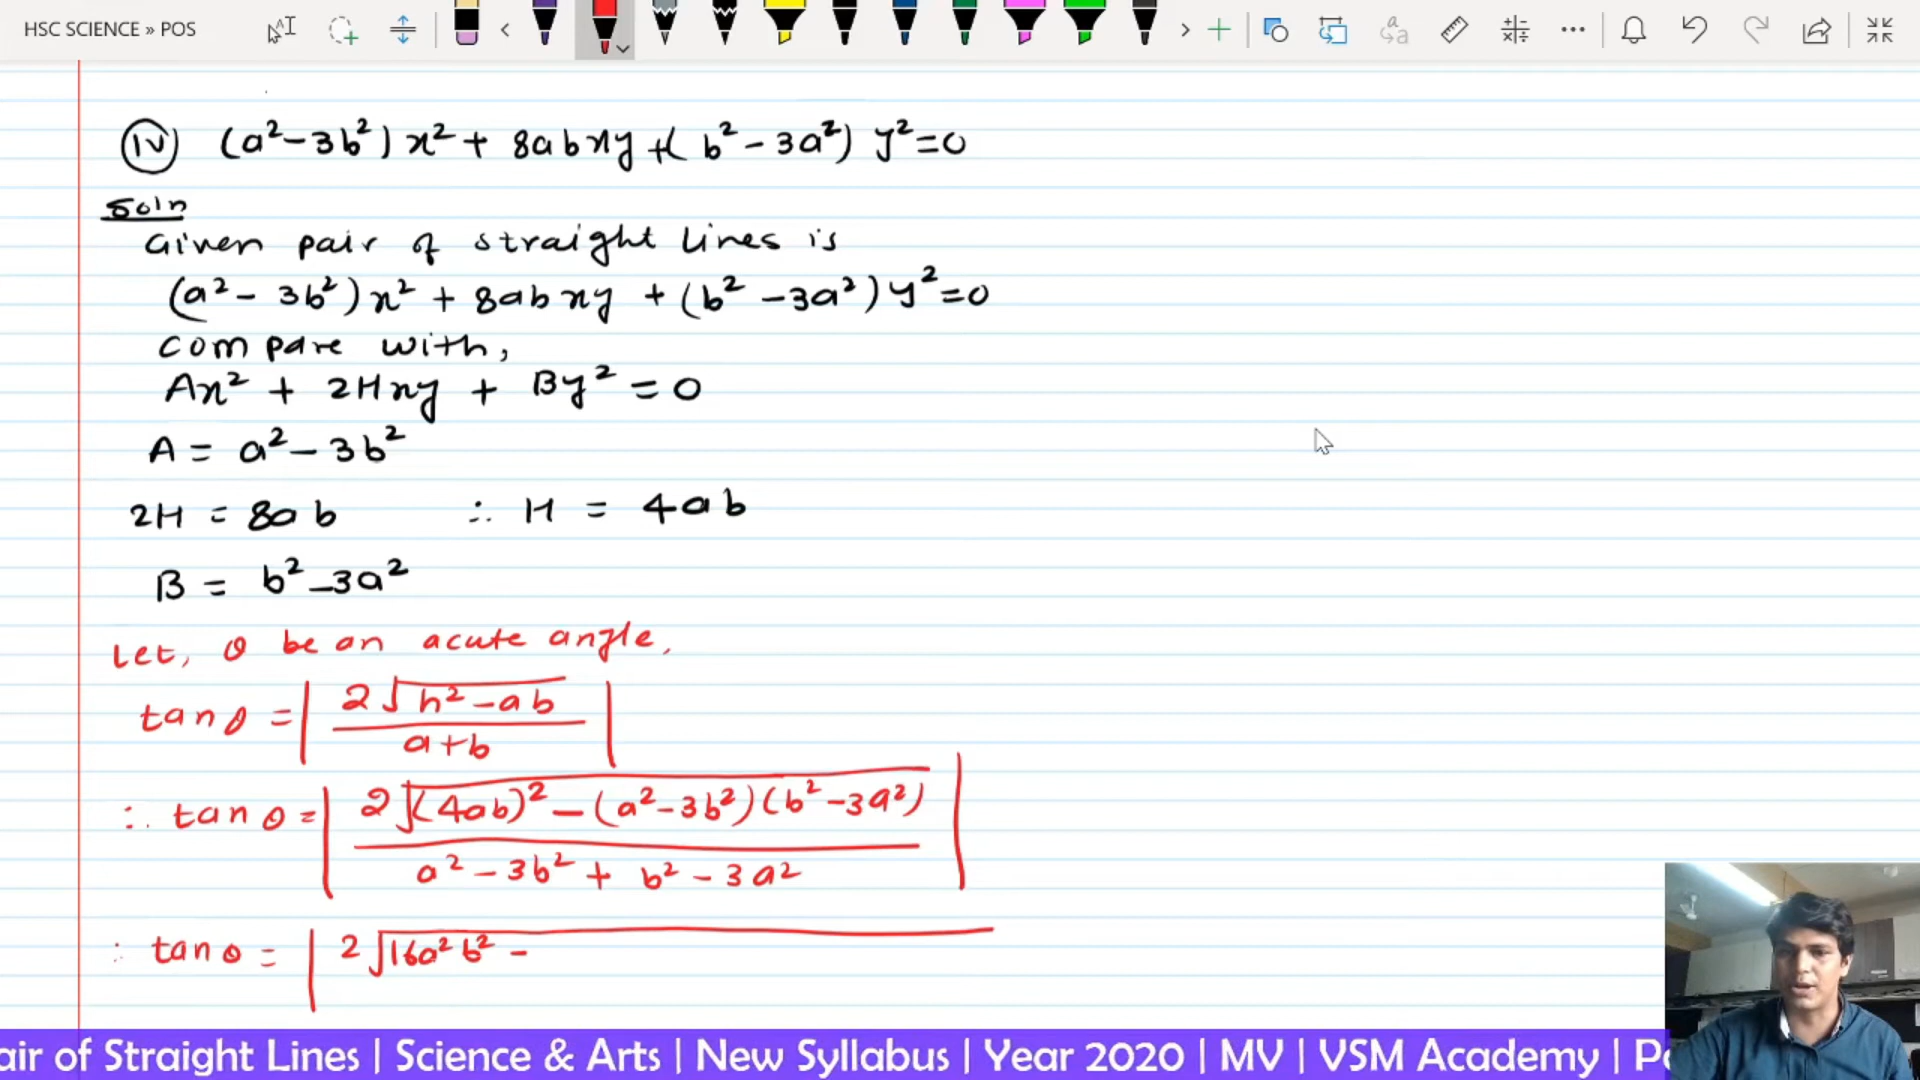 HSC SCIENCE » POS
(IV) (a²-3b²)x² + 8abxy +( b²-3a²) y²=0
Soln
Given pair of straight lines is
(a²- 3b²)x² + 8abxy + (b² -3a²)y²=0
compare with,
Ax² + 2Hxy + By² = 0
A = a²-3b²
2H = 8ab ∴ H = 4ab
B = b²-3a²
Let, θ be an acute angle,
tanθ = | 2√(h²-ab) / a+b |
∴ tanθ = | 2√((4ab)² - (a²-3b²)(b²-3a²)) / a²-3b² + b²-3a² |
∴ tanθ = | 2√16a²b² -
air of Straight Lines | Science & Arts | New Syllabus | Year 2020 | MV | VSM Academy | P